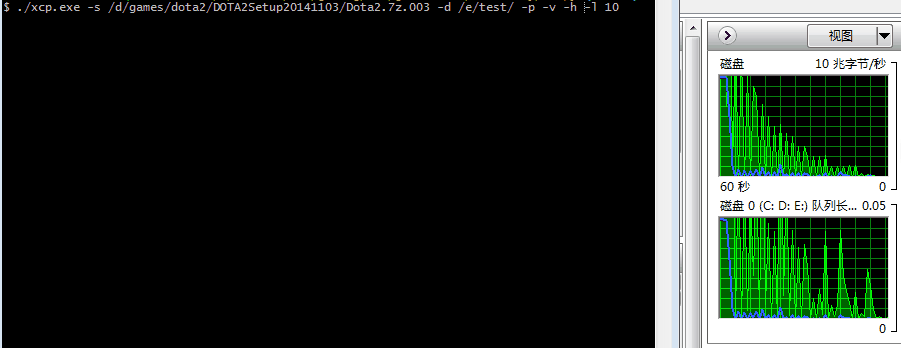 $ ./xcp.exe -s /d/games/dota2/DOTA2Setup20141103/Dota2.7z.003 -d /e/test/ -p -v -h -l 10
视图
磁盘 10 兆字节/秒
60 秒 0
磁盘 0 (C: D: E:) 队列长... 0.05
0